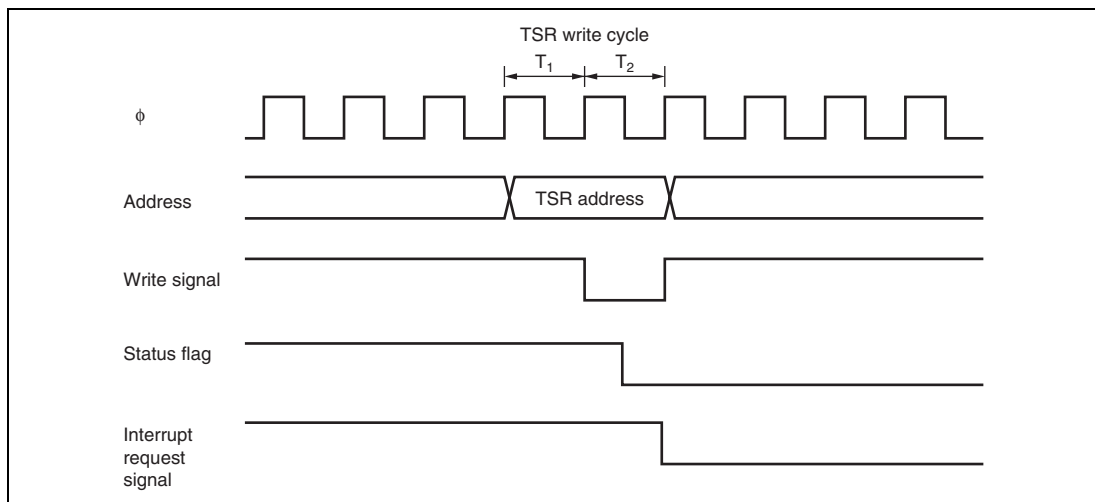 TSR write cycle
T₁ T₂
ϕ
Address
TSR address
Write signal
Status flag
Interrupt
request
signal